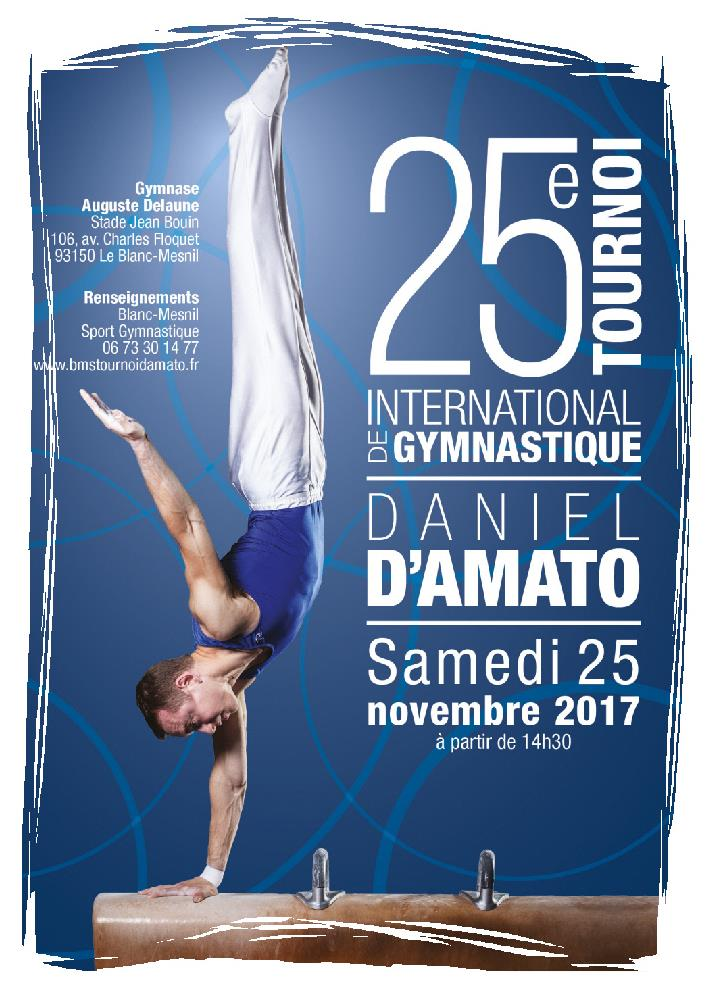 Gymnase
Auguste Delaune
Stade Jean Bouin
106, av. Charles Floquet
93150 Le Blanc-Mesnil
Renseignements
Blanc-Mesnil
Sport Gymnastique
06 73 30 14 77
www.bmstournoidamato.fr
25e TOURNOI
INTERNATIONAL
DE GYMNASTIQUE
DANIEL
D'AMATO
Samedi 25
novembre 2017
à partir de 14h30